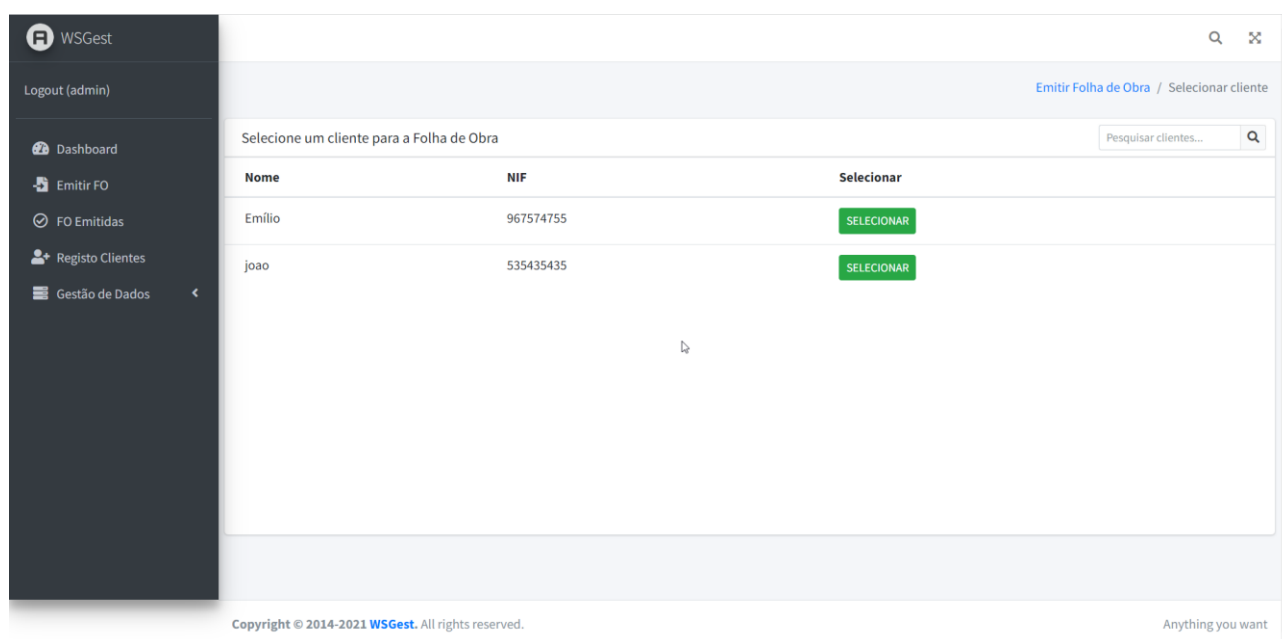 WSGest
Logout (admin)
Dashboard
Emitir FO
FO Emitidas
Registo Clientes
Gestão de Dados
Emitir Folha de Obra / Selecionar cliente
Selecione um cliente para a Folha de Obra
Pesquisar clientes...
Nome NIF Selecionar
Emílio 967574755 SELECIONAR
joao 535435435 SELECIONAR
Copyright © 2014-2021 WSGest. All rights reserved. Anything you want